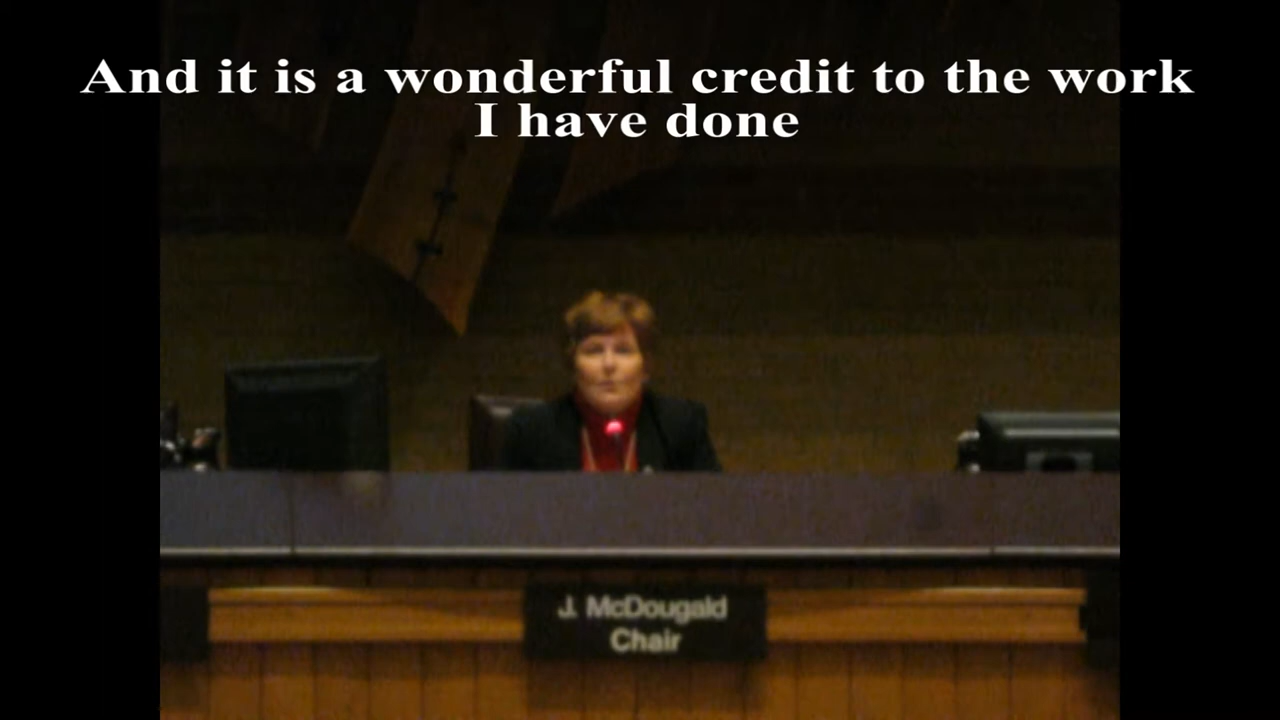 And it is a wonderful credit to the work
I have done
J. McDougald
Chair